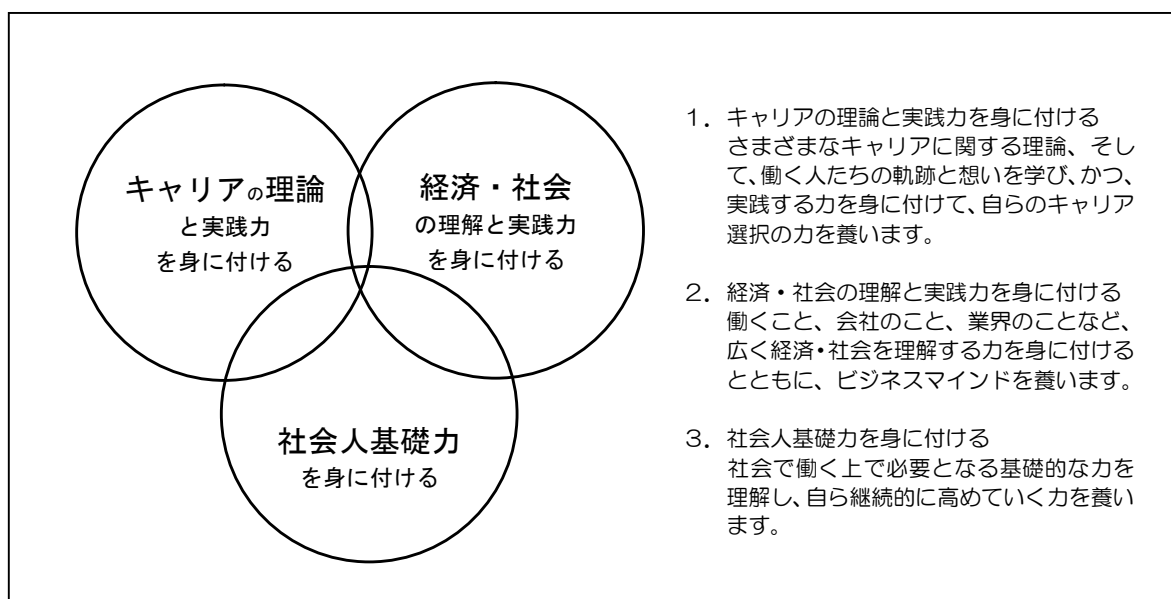 キャリアの理論
と実践力
を身に付ける
経済・社会
の理解と実践力
を身に付ける
社会人基礎力
を身に付ける
1．キャリアの理論と実践力を身に付ける
さまざまなキャリアに関する理論、そし
て、働く人たちの軌跡と想いを学び、かつ、
実践する力を身に付けて、自らのキャリア
選択の力を養います。
2．経済・社会の理解と実践力を身に付ける
働くこと、会社のこと、業界のことなど、
広く経済・社会を理解する力を身に付ける
とともに、ビジネスマインドを養います。
3．社会人基礎力を身に付ける
社会で働く上で必要となる基礎的な力を
理解し、自ら継続的に高めていく力を養い
ます。